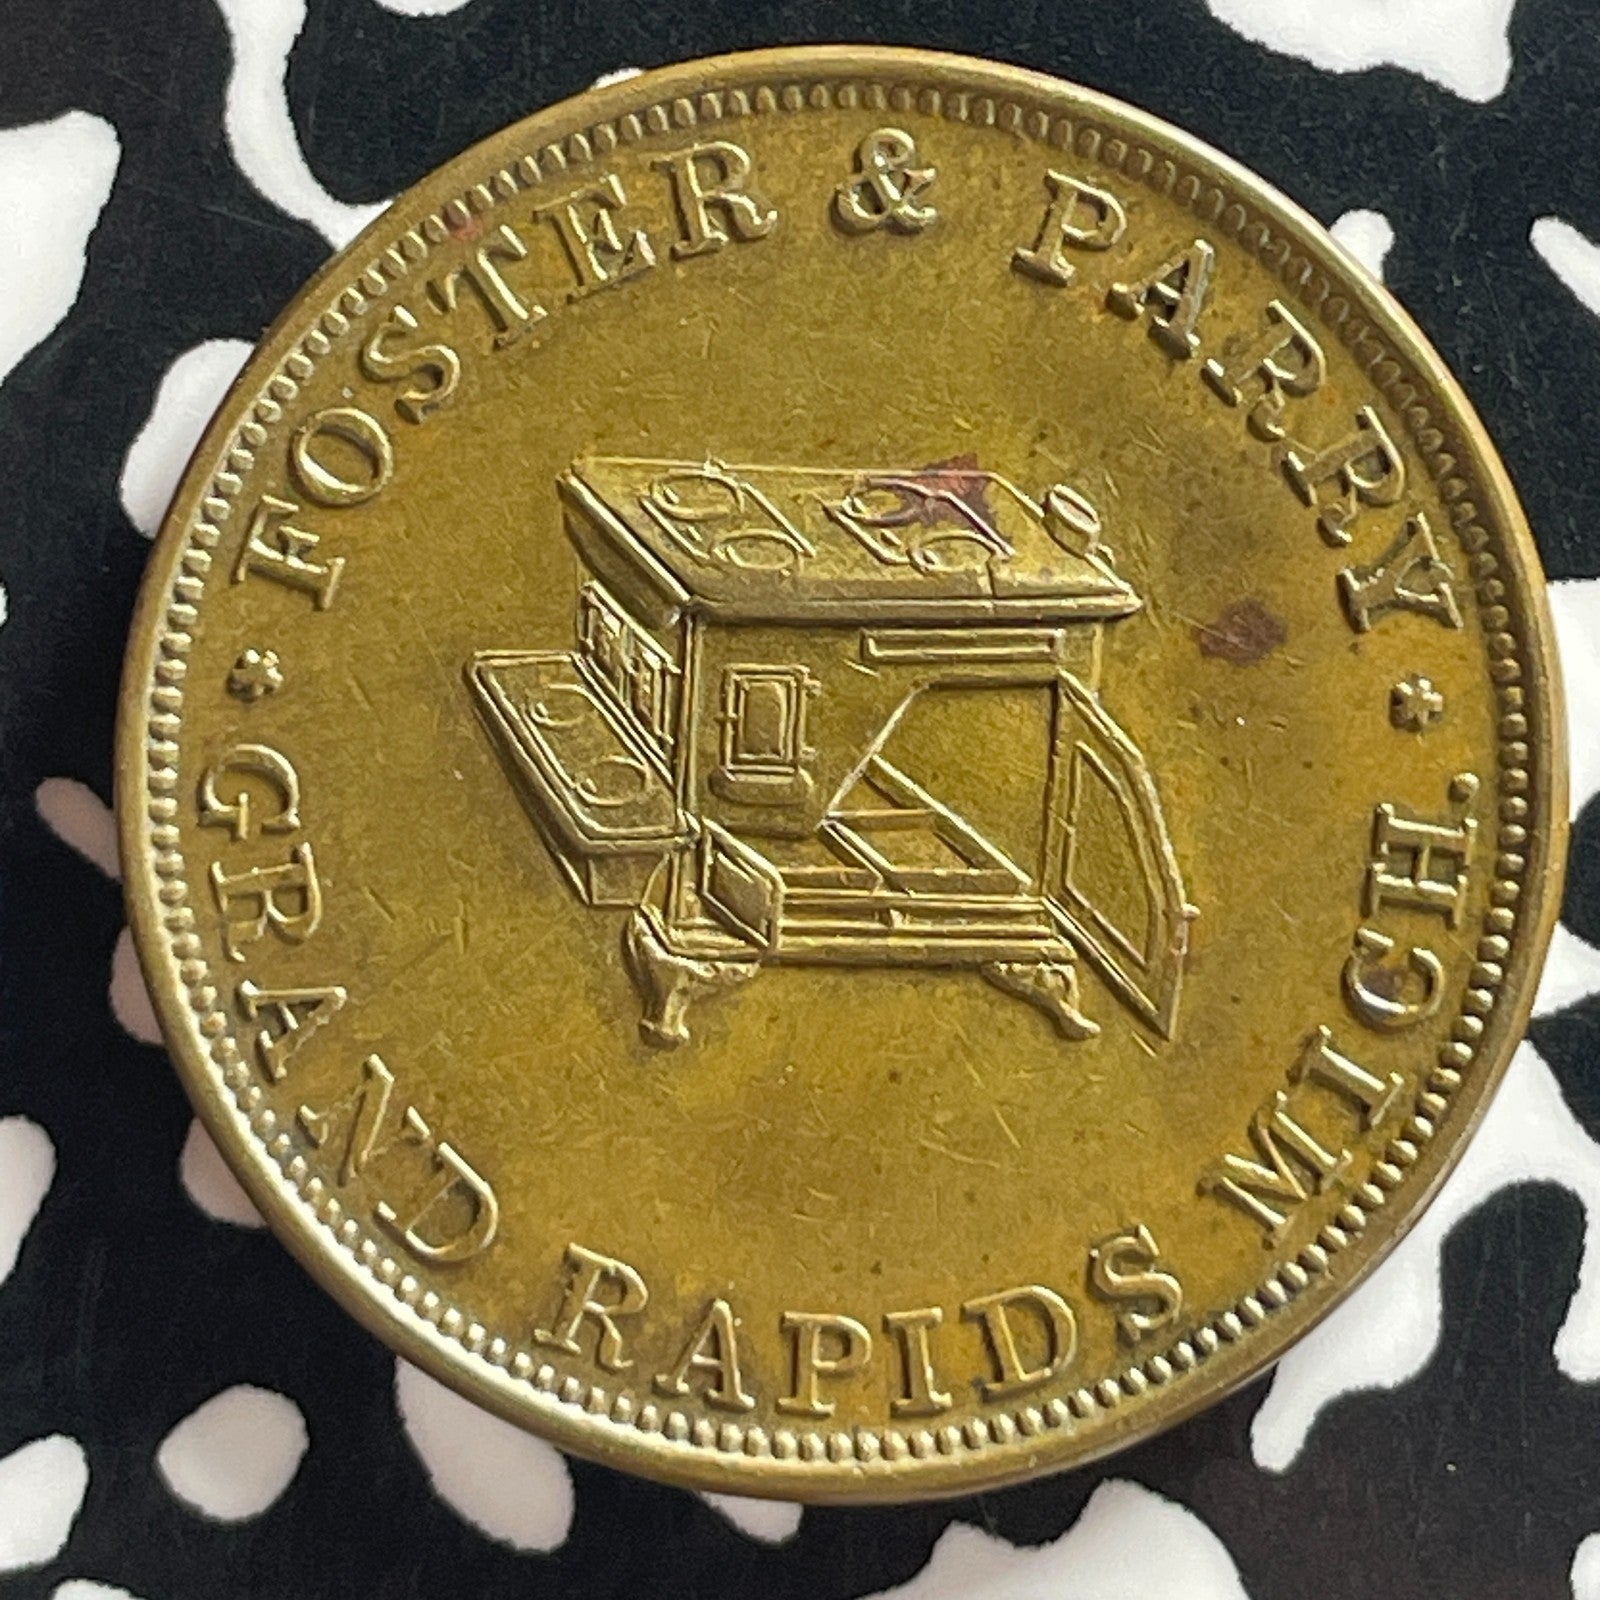 FOSTER & PARRY
GRAND RAPIDS MICH.